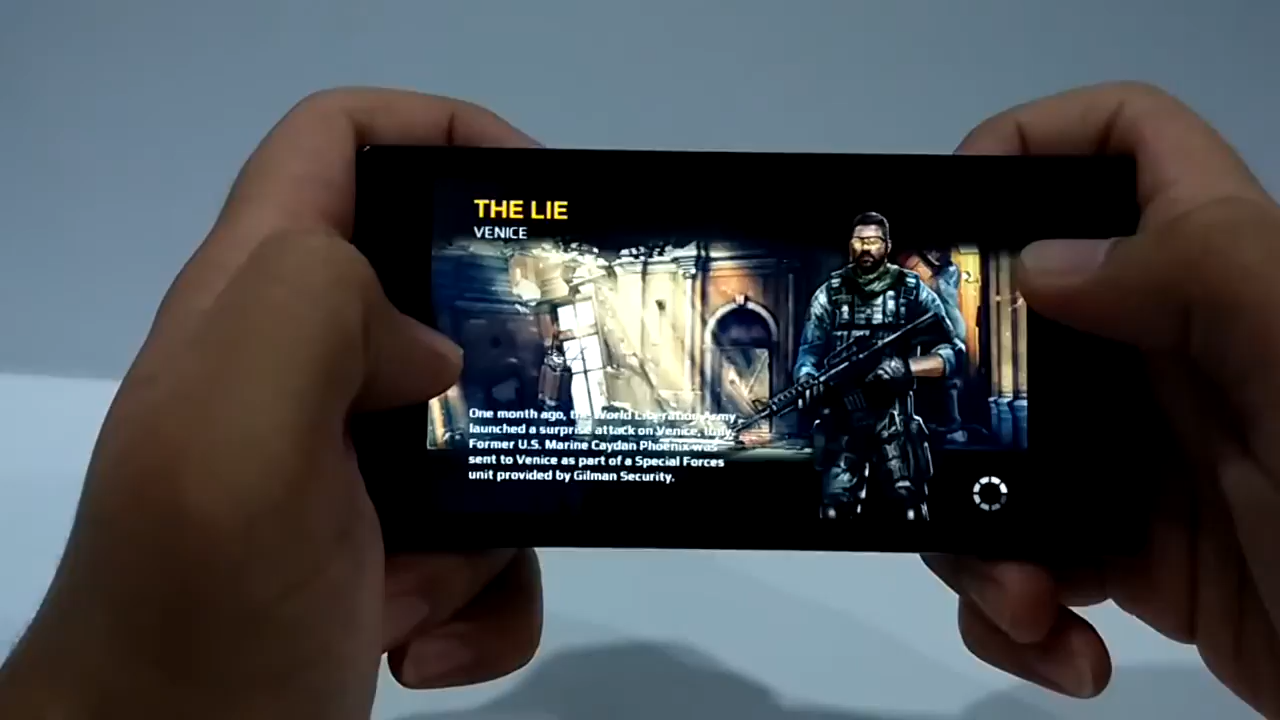 THE LIE
VENICE
One month ago, the World Liberation Army
launched a surprise attack on Venice, Italy.
Former U.S. Marine Caydan Phoenix was
sent to Venice as part of a Special Forces
unit provided by Gilman Security.